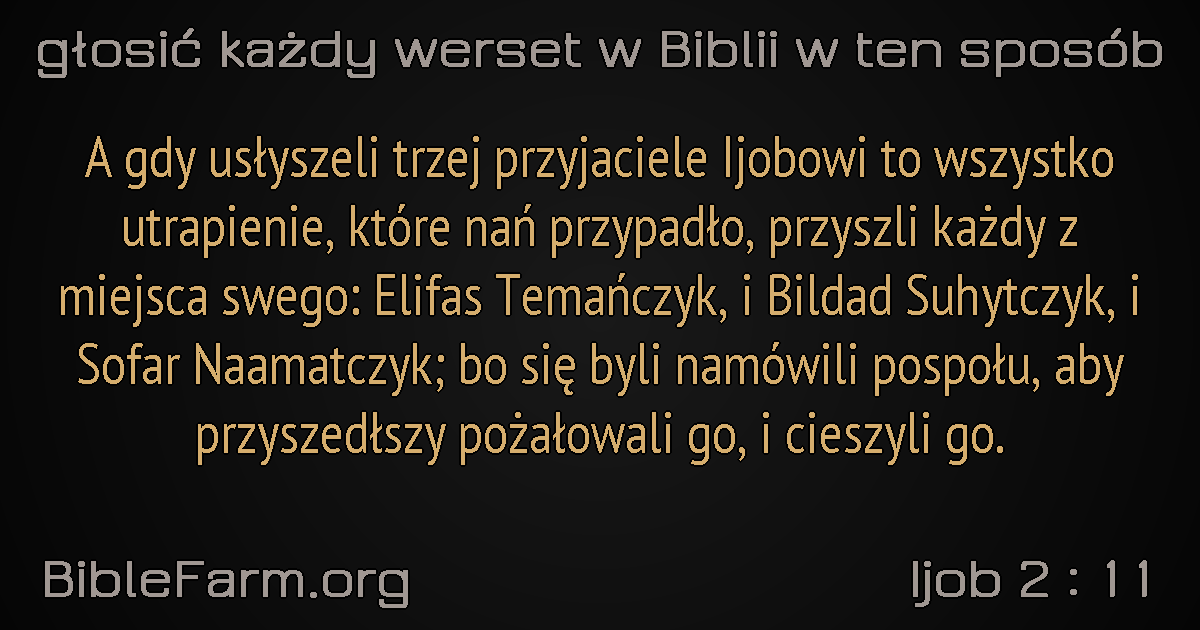 głosić każdy werset w Biblii w ten sposób
A gdy usłyszeli trzej przyjaciele Ijobowi to wszystko
utrapienie, które nań przypadło, przyszli każdy z
miejsca swego: Elifas Temańczyk, i Bildad Suhytczyk, i
Sofar Naamatczyk; bo się byli namówili pospołu, aby
przyszedłszy pożałowali go, i cieszyli go.
BibleFarm.org
Ijob 2 : 11